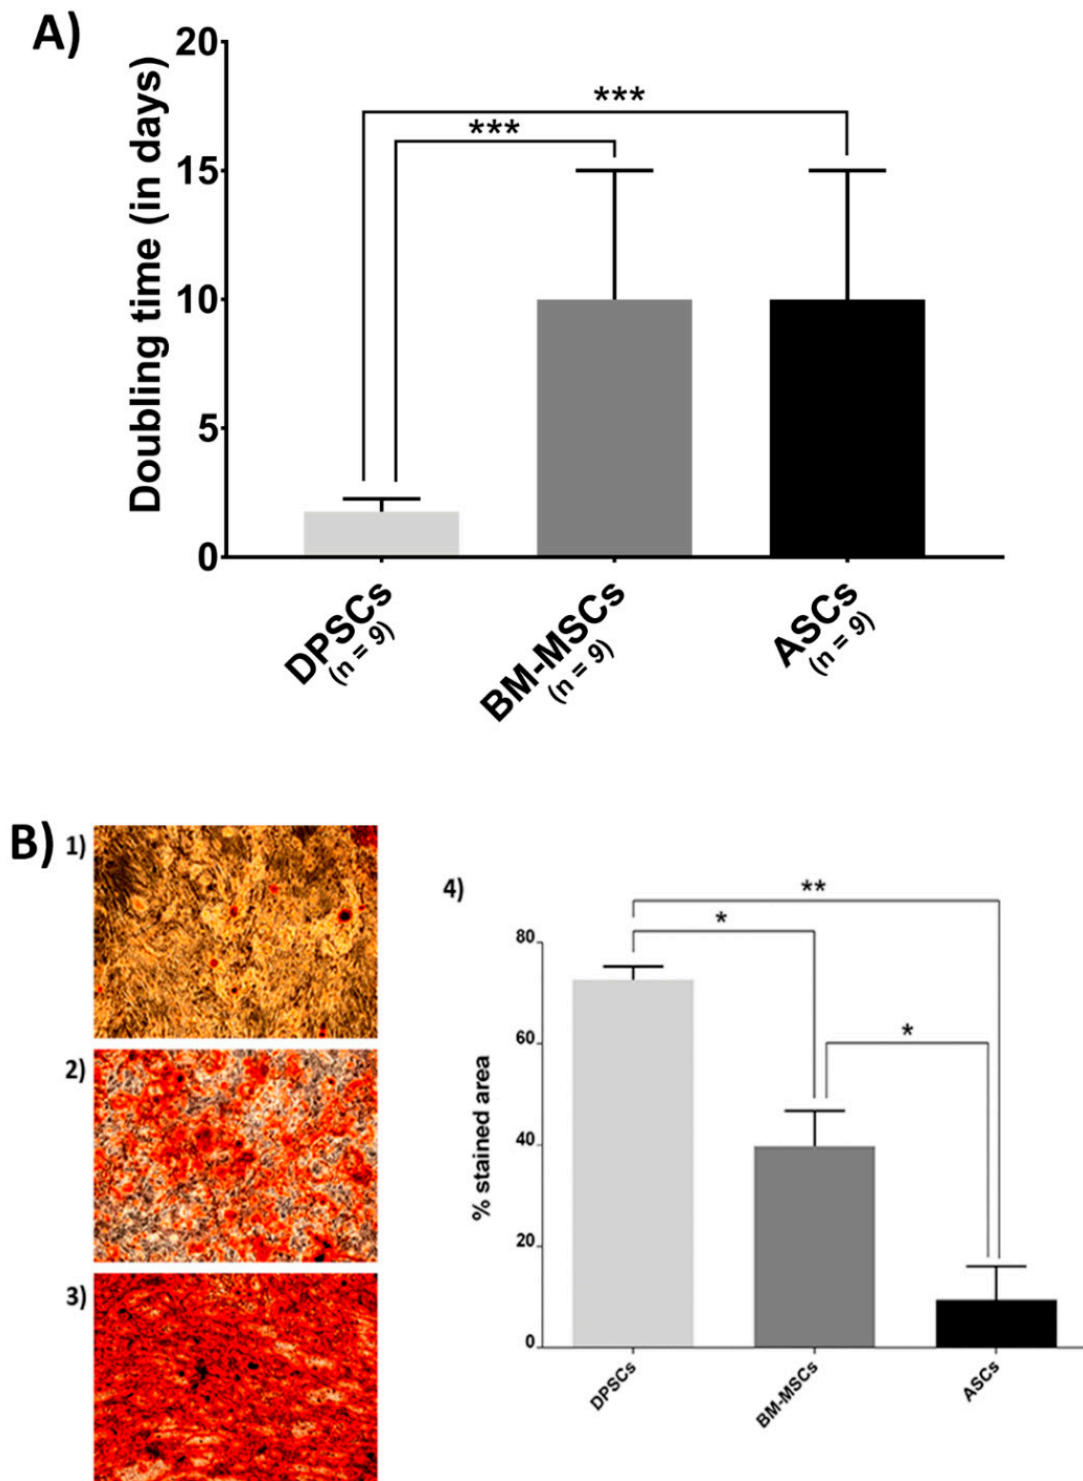 A)
Doubling time (in days)
20
15
10
5
0
***
***
DPSCs
(n = 9)
BM-MSCs
(n = 9)
ASCs
(n = 9)
B)
1)
2)
3)
4)
% stained area
80
60
40
20
0
**
*
*
DPSCs
BM-MSCs
ASCs